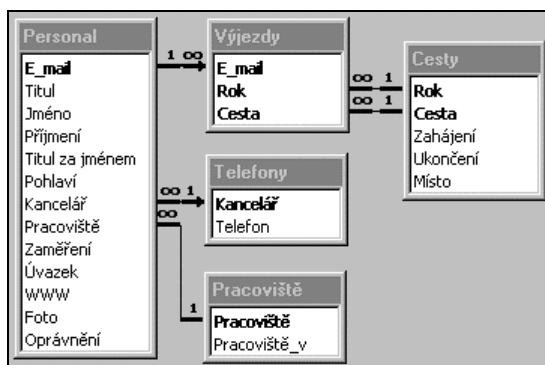 Personal
E_mail
Titul
Jméno
Příjmení
Titul za jménem
Pohlaví
Kancelář
Pracoviště
Zaměření
Úvazek
WWW
Foto
Oprávnění
1 ∞
Výjezdy
E_mail
Rok
Cesta
∞ 1
∞ 1
Cesty
Rok
Cesta
Zahájení
Ukončení
Místo
∞ 1
Telefony
Kancelář
Telefon
∞
1
Pracoviště
Pracoviště
Pracoviště_v